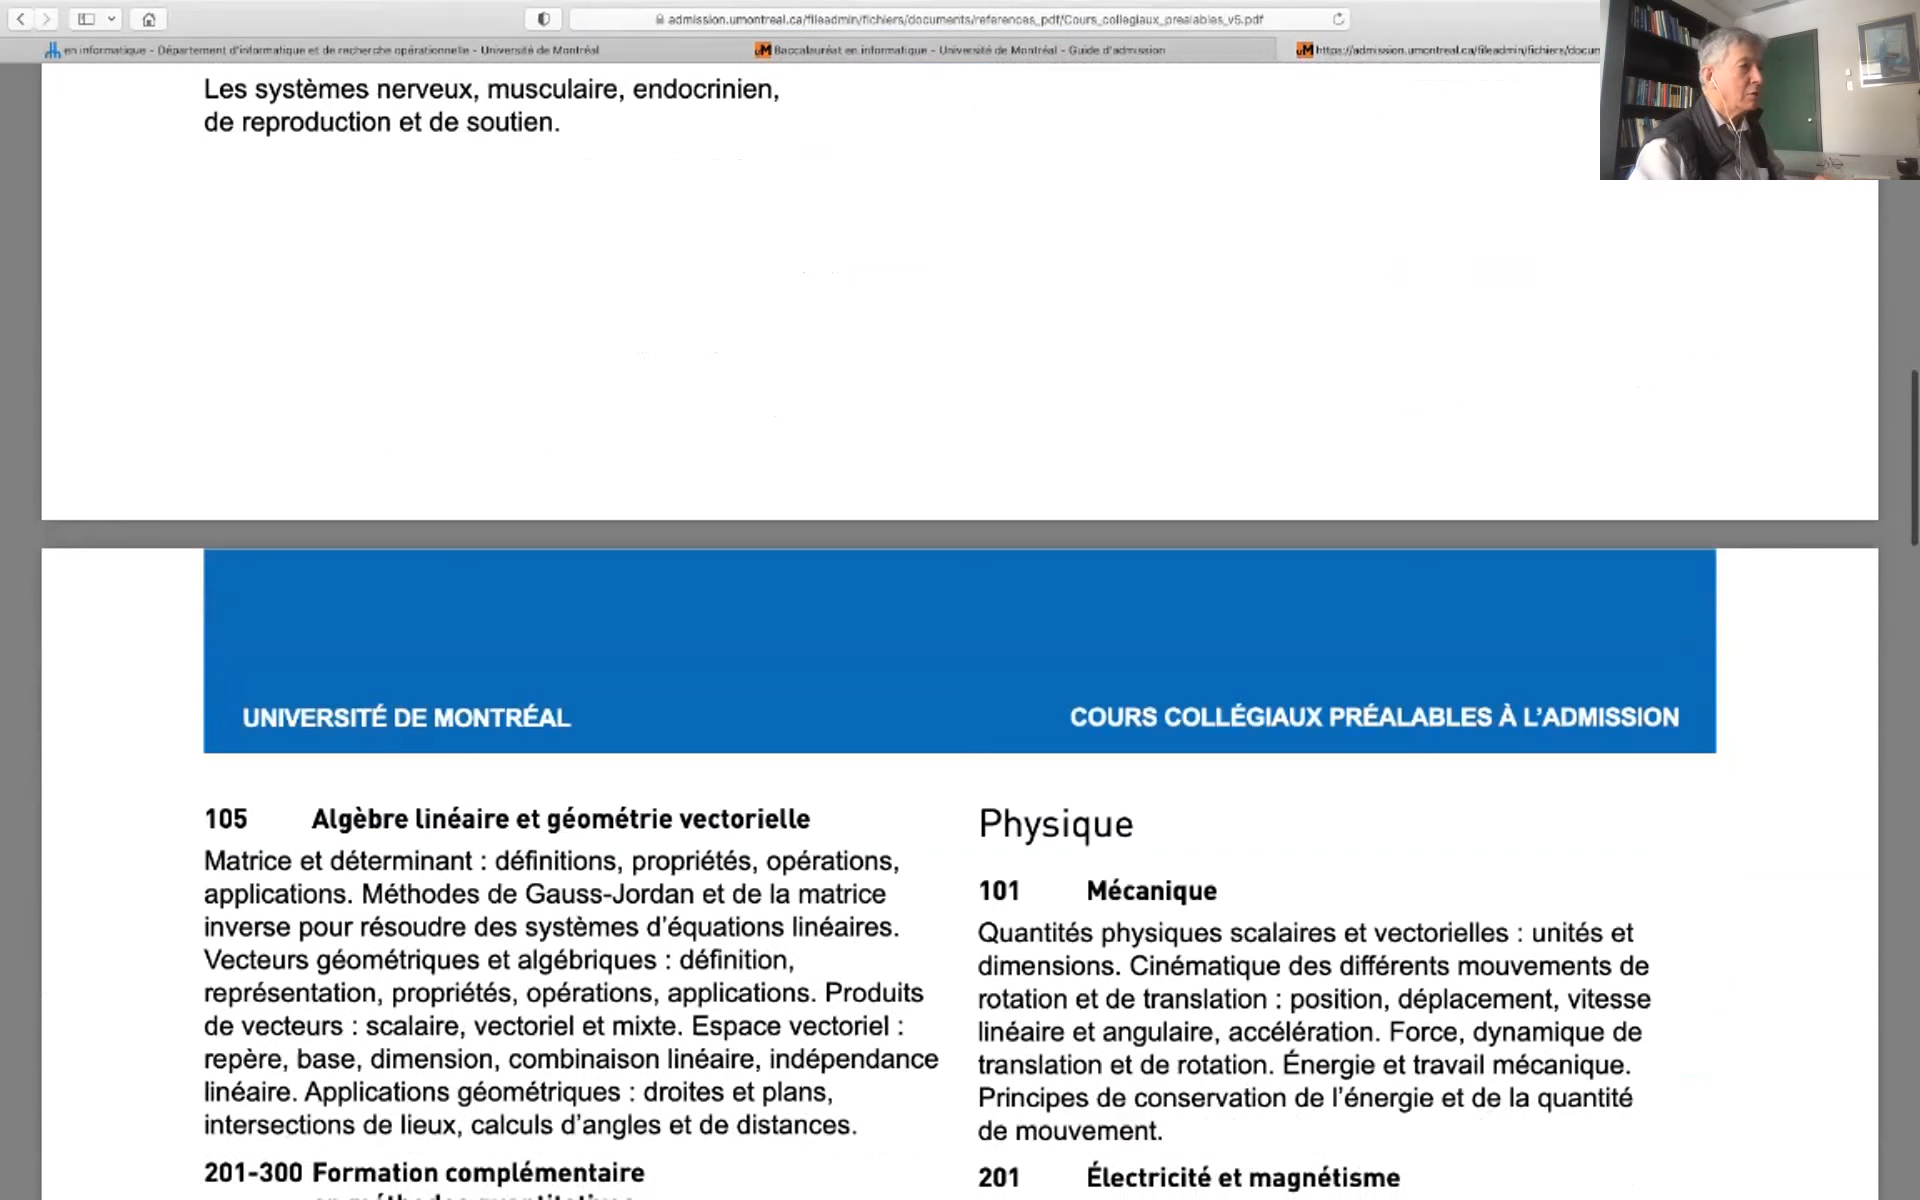 admission.umontreal.ca/fileadmin/fichiers/documents/references_pdf/Cours_collegiaux_prealables_v5.pdf
en informatique - Département d'informatique et de recherche opérationnelle - Université de Montréal
Baccalauréat en informatique - Université de Montréal - Guide d'admission
https://admission.umontreal.ca/fileadmin/fichiers/docun
Les systèmes nerveux, musculaire, endocrinien,
de reproduction et de soutien.
UNIVERSITÉ DE MONTRÉAL
COURS COLLÉGIAUX PRÉALABLES À L'ADMISSION
105 Algèbre linéaire et géométrie vectorielle
Matrice et déterminant : définitions, propriétés, opérations,
applications. Méthodes de Gauss-Jordan et de la matrice
inverse pour résoudre des systèmes d'équations linéaires.
Vecteurs géométriques et algébriques : définition,
représentation, propriétés, opérations, applications. Produits
de vecteurs : scalaire, vectoriel et mixte. Espace vectoriel :
repère, base, dimension, combinaison linéaire, indépendance
linéaire. Applications géométriques : droites et plans,
intersections de lieux, calculs d'angles et de distances.
201-300 Formation complémentaire
Physique
101 Mécanique
Quantités physiques scalaires et vectorielles : unités et
dimensions. Cinématique des différents mouvements de
rotation et de translation : position, déplacement, vitesse
linéaire et angulaire, accélération. Force, dynamique de
translation et de rotation. Énergie et travail mécanique.
Principes de conservation de l'énergie et de la quantité
de mouvement.
201 Électricité et magnétisme